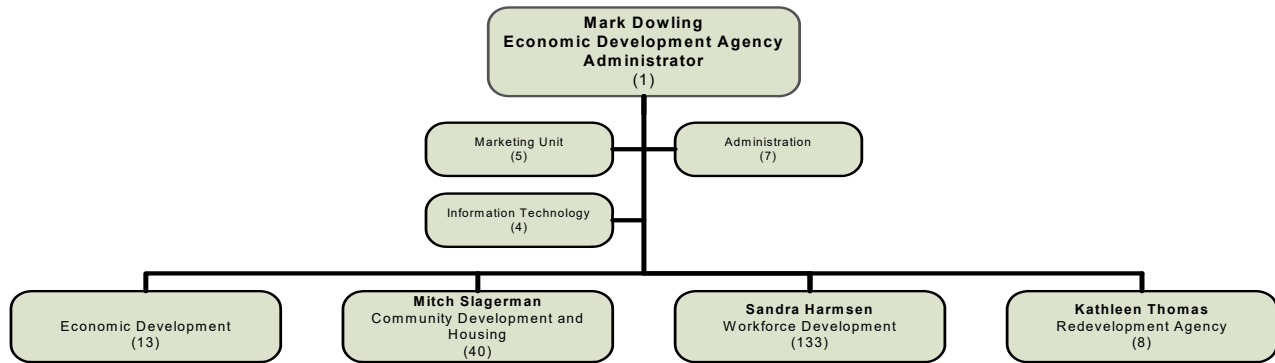 Mark Dowling
Economic Development Agency
Administrator
(1)
Marketing Unit
(5)
Administration
(7)
Information Technology
(4)
Economic Development
(13)
Mitch Slagerman
Community Development and
Housing
(40)
Sandra Harmsen
Workforce Development
(133)
Kathleen Thomas
Redevelopment Agency
(8)